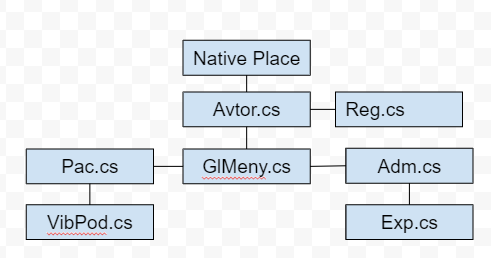 Native Place
Avtor.cs
Reg.cs
Pac.cs
GlMeny.cs
Adm.cs
VibPod.cs
Exp.cs